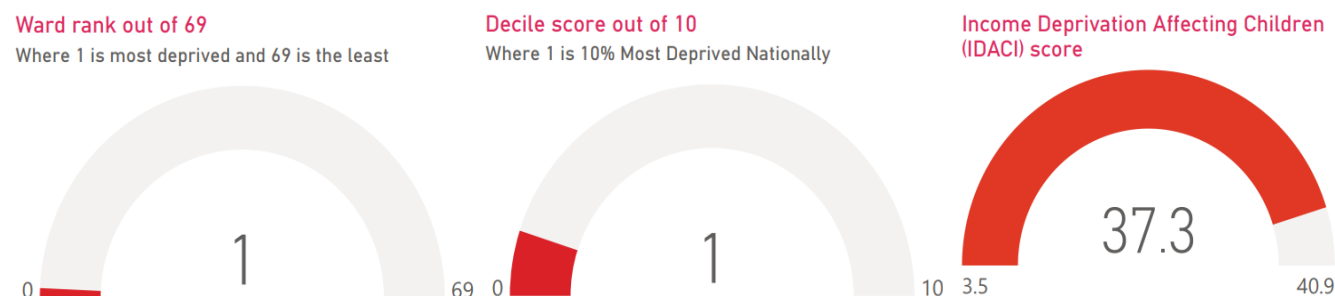 Ward rank out of 69
Where 1 is most deprived and 69 is the least
1
0
69
Decile score out of 10
Where 1 is 10% Most Deprived Nationally
1
0
10
Income Deprivation Affecting Children
(IDACI) score
37.3
3.5
40.9